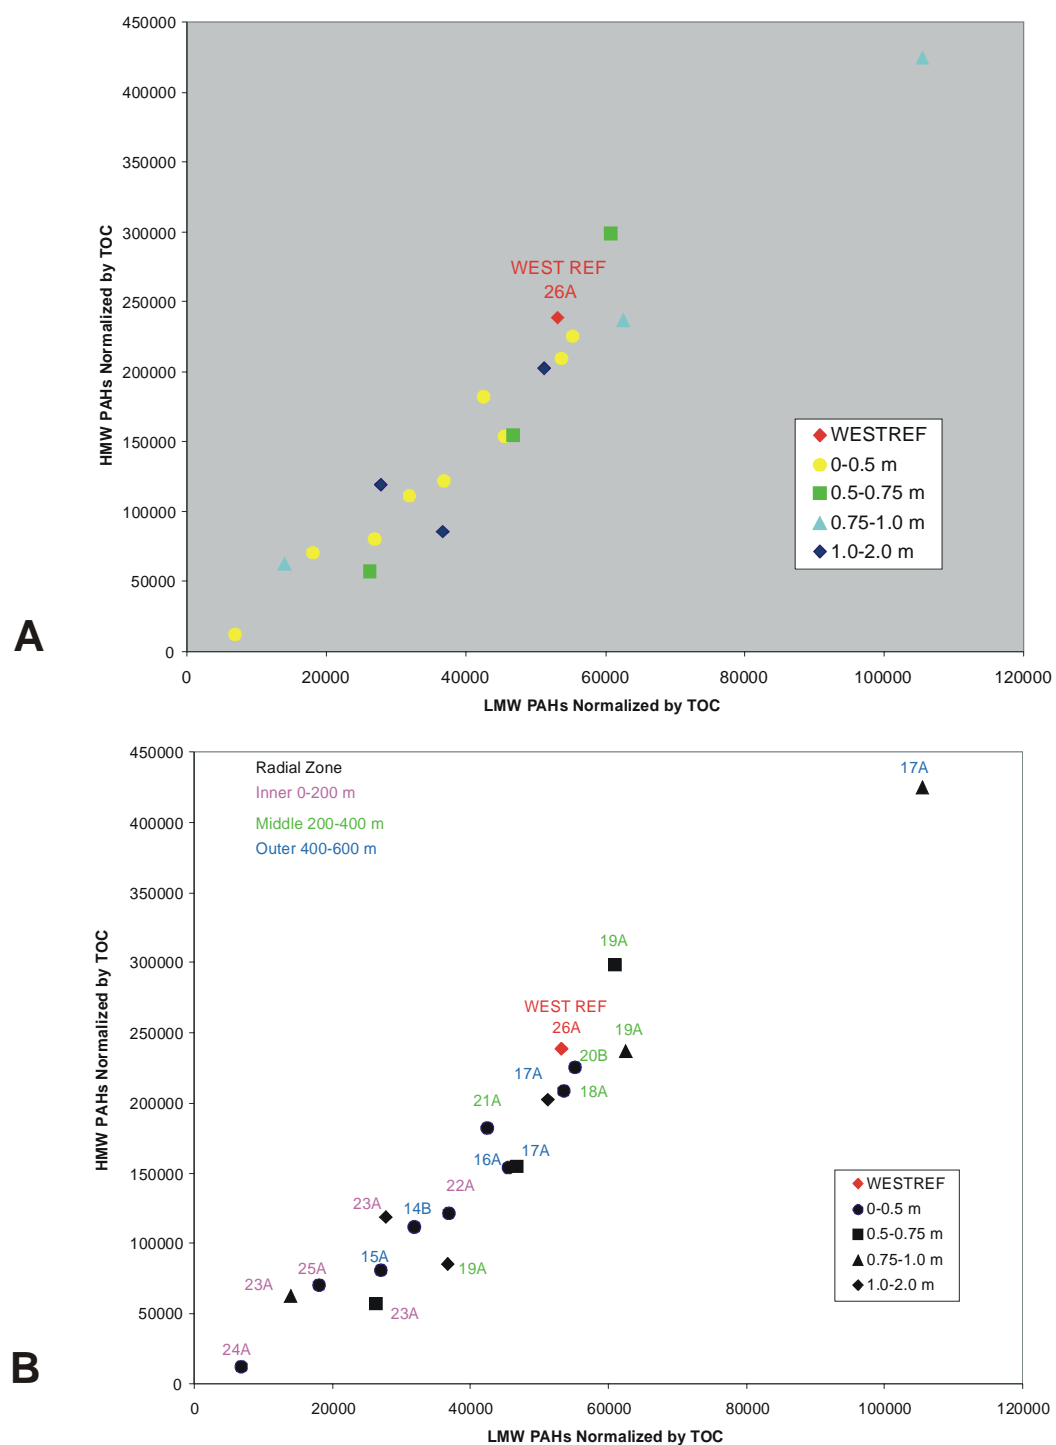 450000
400000
350000
300000
250000
200000
150000
100000
50000
0
HMW PAHs Normalized by TOC
WEST REF
26A
WESTREF
0-0.5 m
0.5-0.75 m
0.75-1.0 m
1.0-2.0 m
A
0 20000 40000 60000 80000 100000 120000
LMW PAHs Normalized by TOC
450000
400000
350000
300000
250000
200000
150000
100000
50000
0
HMW PAHs Normalized by TOC
Radial Zone
Inner 0-200 m
Middle 200-400 m
Outer 400-600 m
17A
19A
WEST REF
26A
19A
20B
17A
18A
21A
17A
16A
22A
23A
14B
15A
19A
25A
23A
23A
24A
WESTREF
0-0.5 m
0.5-0.75 m
0.75-1.0 m
1.0-2.0 m
B
0 20000 40000 60000 80000 100000 120000
LMW PAHs Normalized by TOC